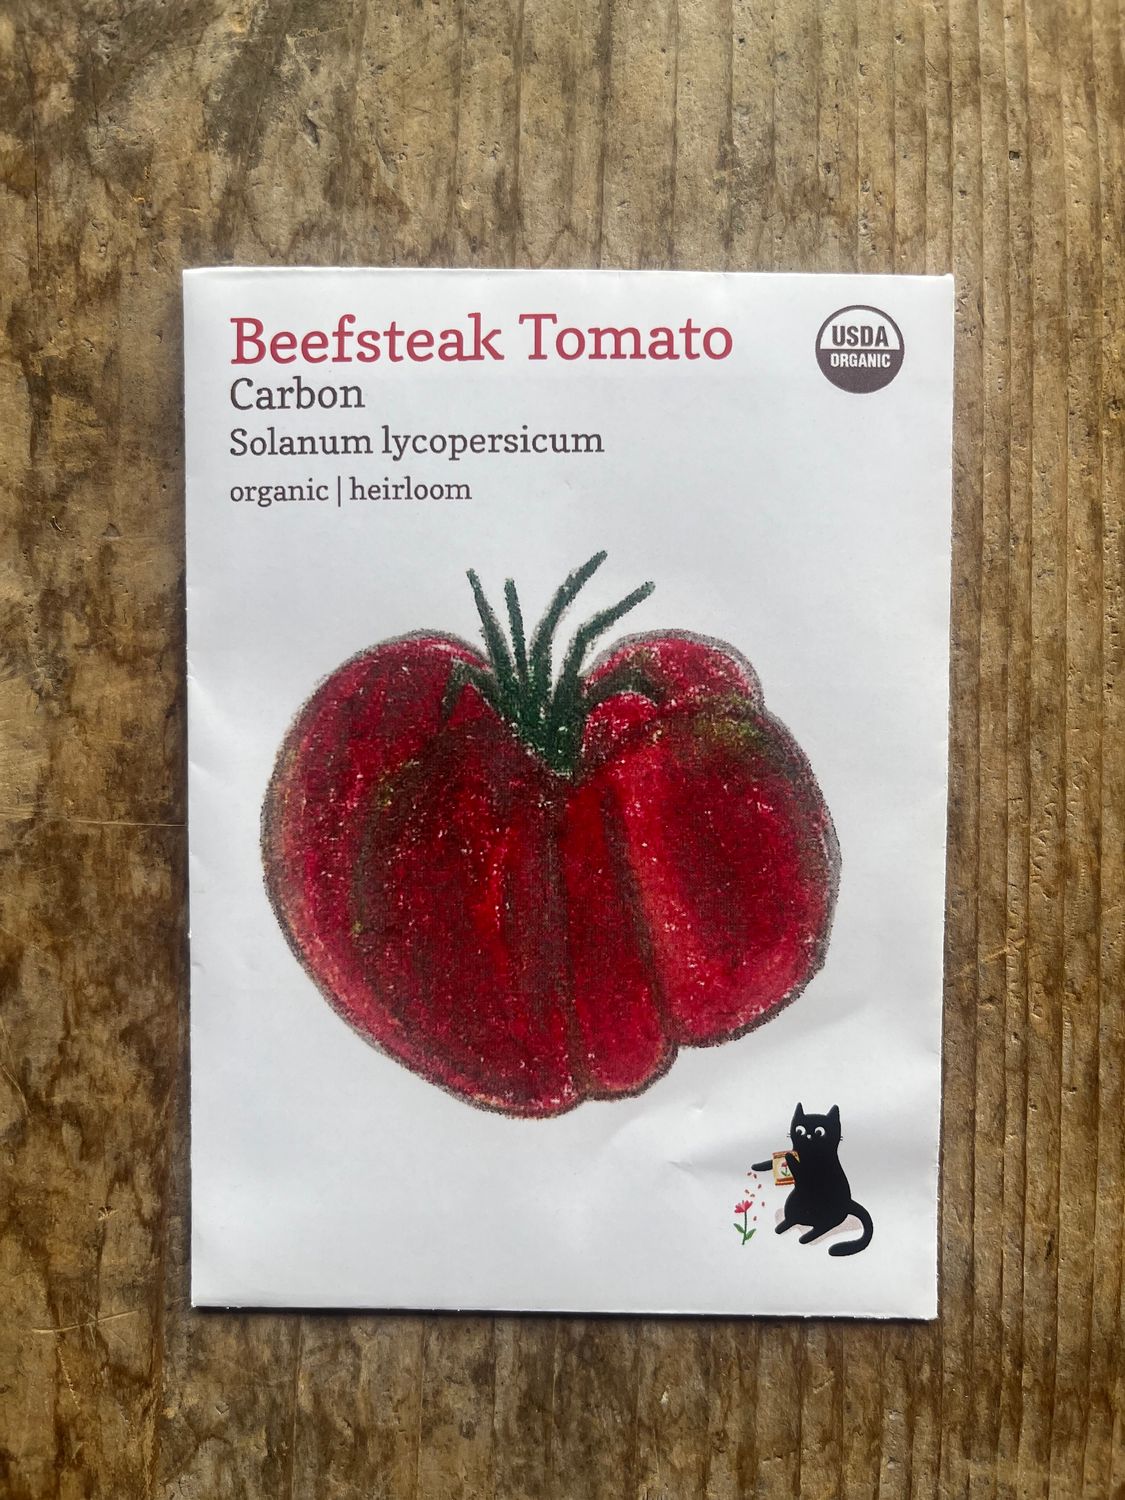 Beefsteak Tomato
Carbon
Solanum lycopersicum
organic | heirloom
USDA
ORGANIC